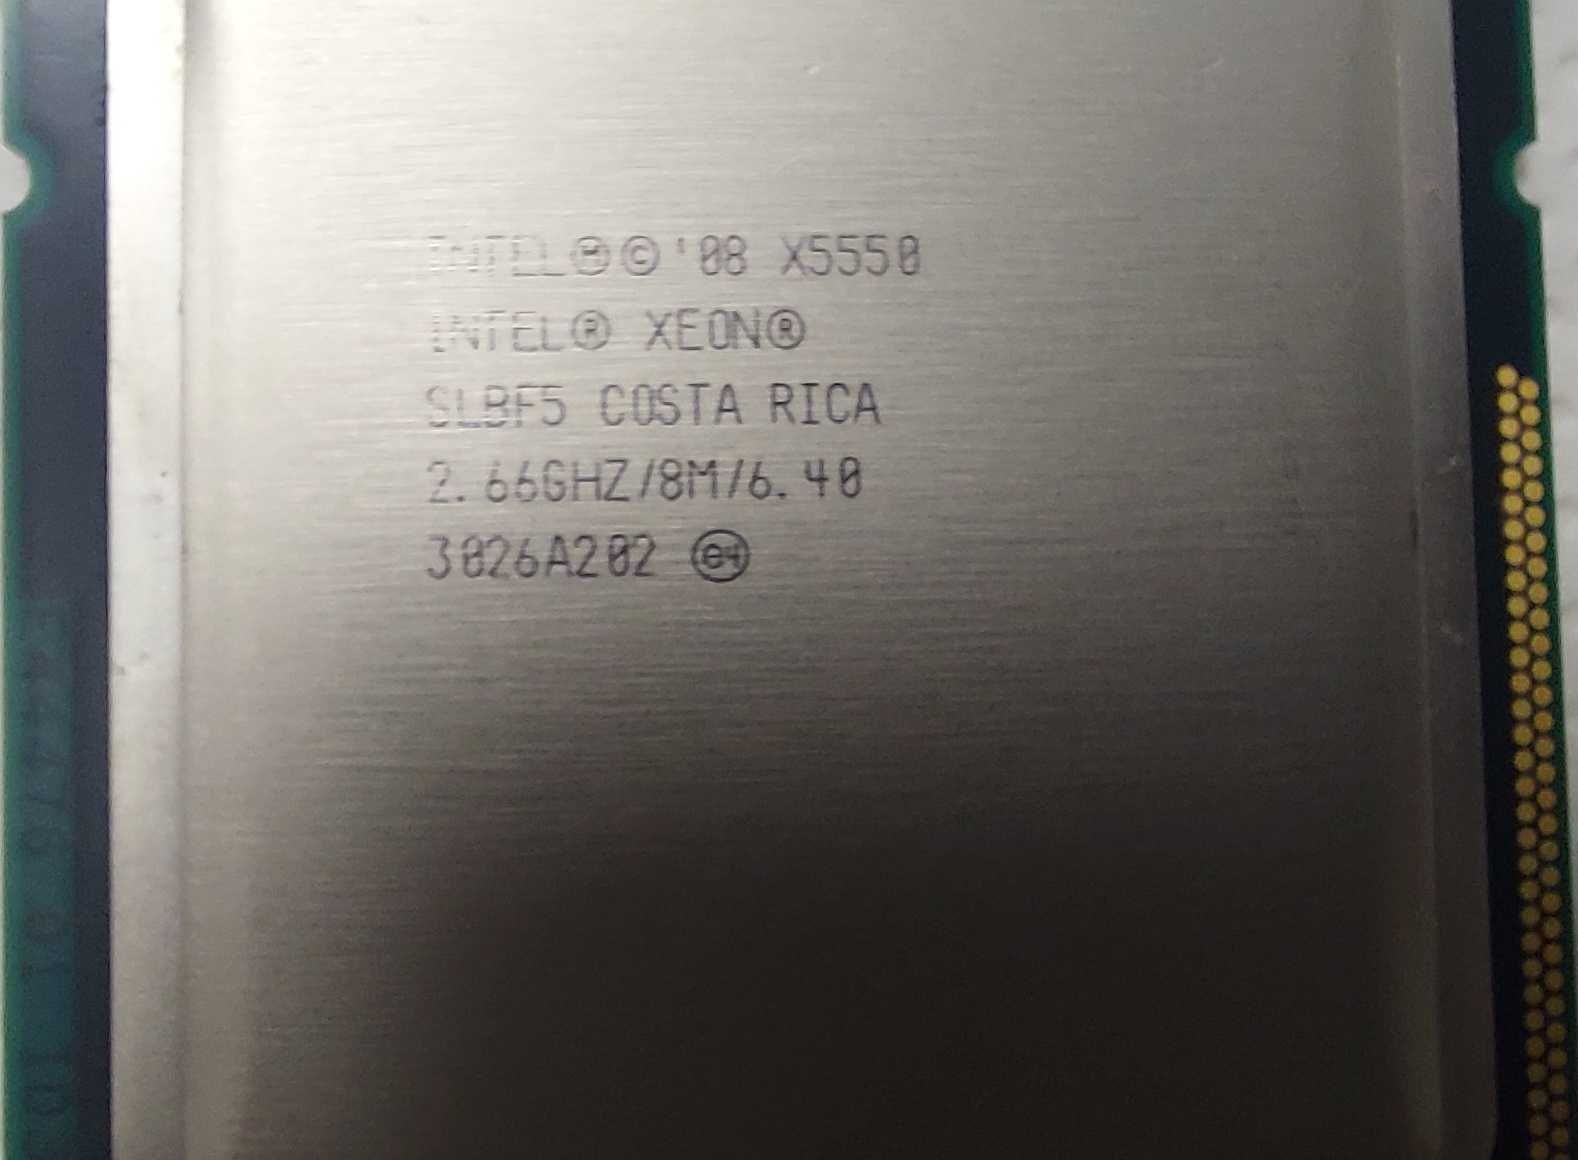 INTEL®©'08 X5550
INTEL® XEON®
SLBF5 COSTA RICA
2.66GHZ/8M/6.40
3026A202 e4